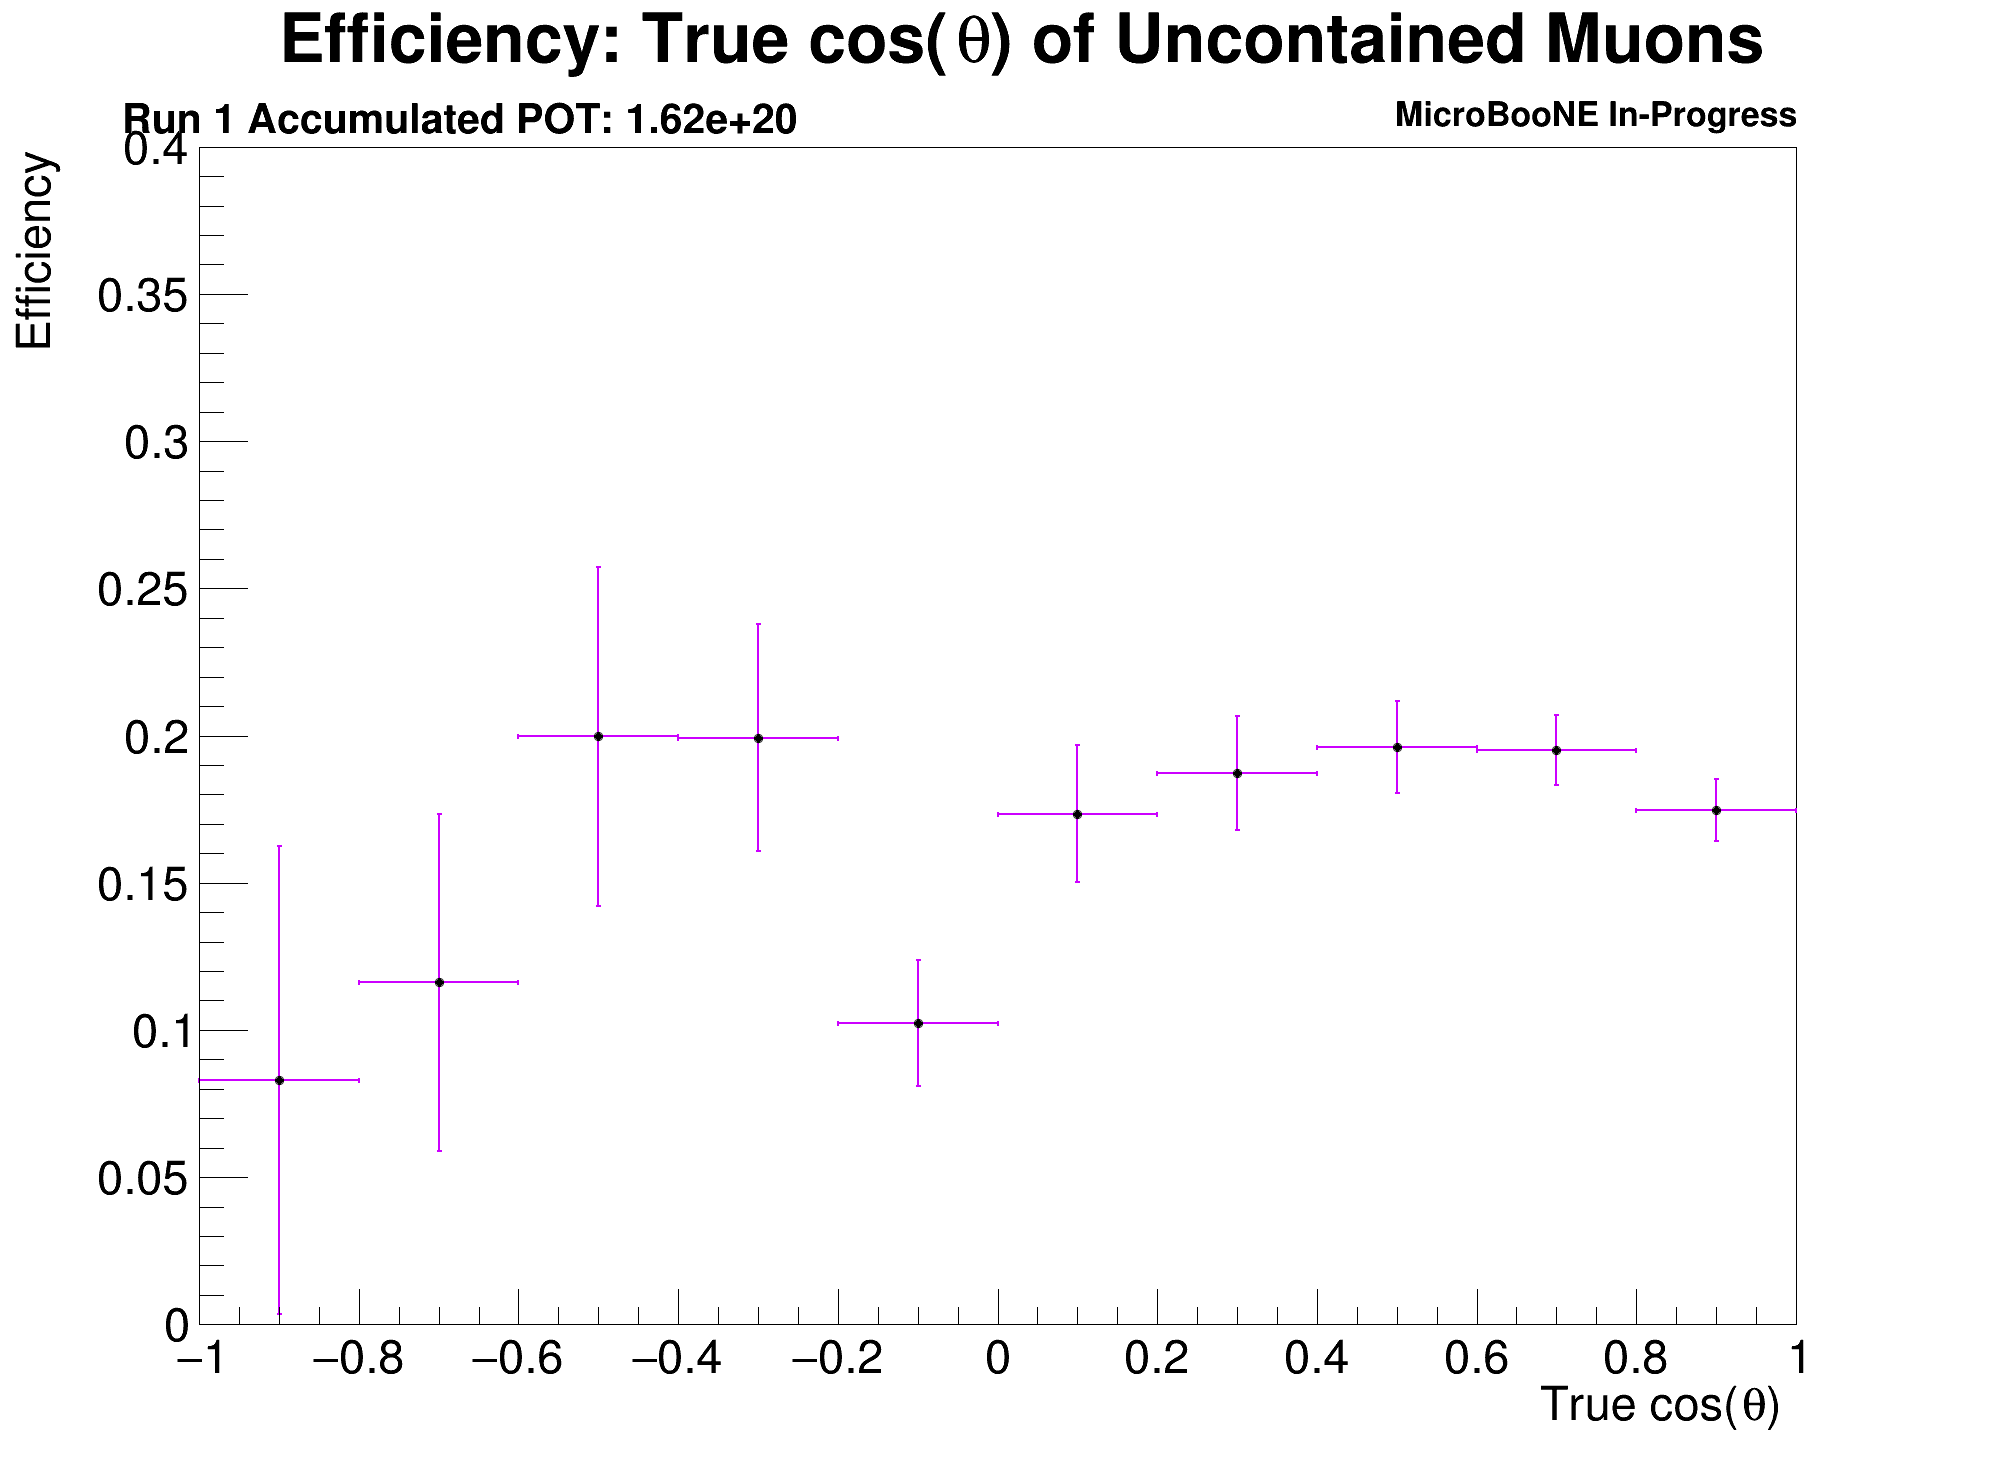 Efficiency: True cos(θ) of Uncontained Muons
Run 1 Accumulated POT: 1.62e+20
MicroBooNE In-Progress
Efficiency
0.4
0.35
0.3
0.25
0.2
0.15
0.1
0.05
0
−1 −0.8 −0.6 −0.4 −0.2 0 0.2 0.4 0.6 0.8 1
True cos(θ)